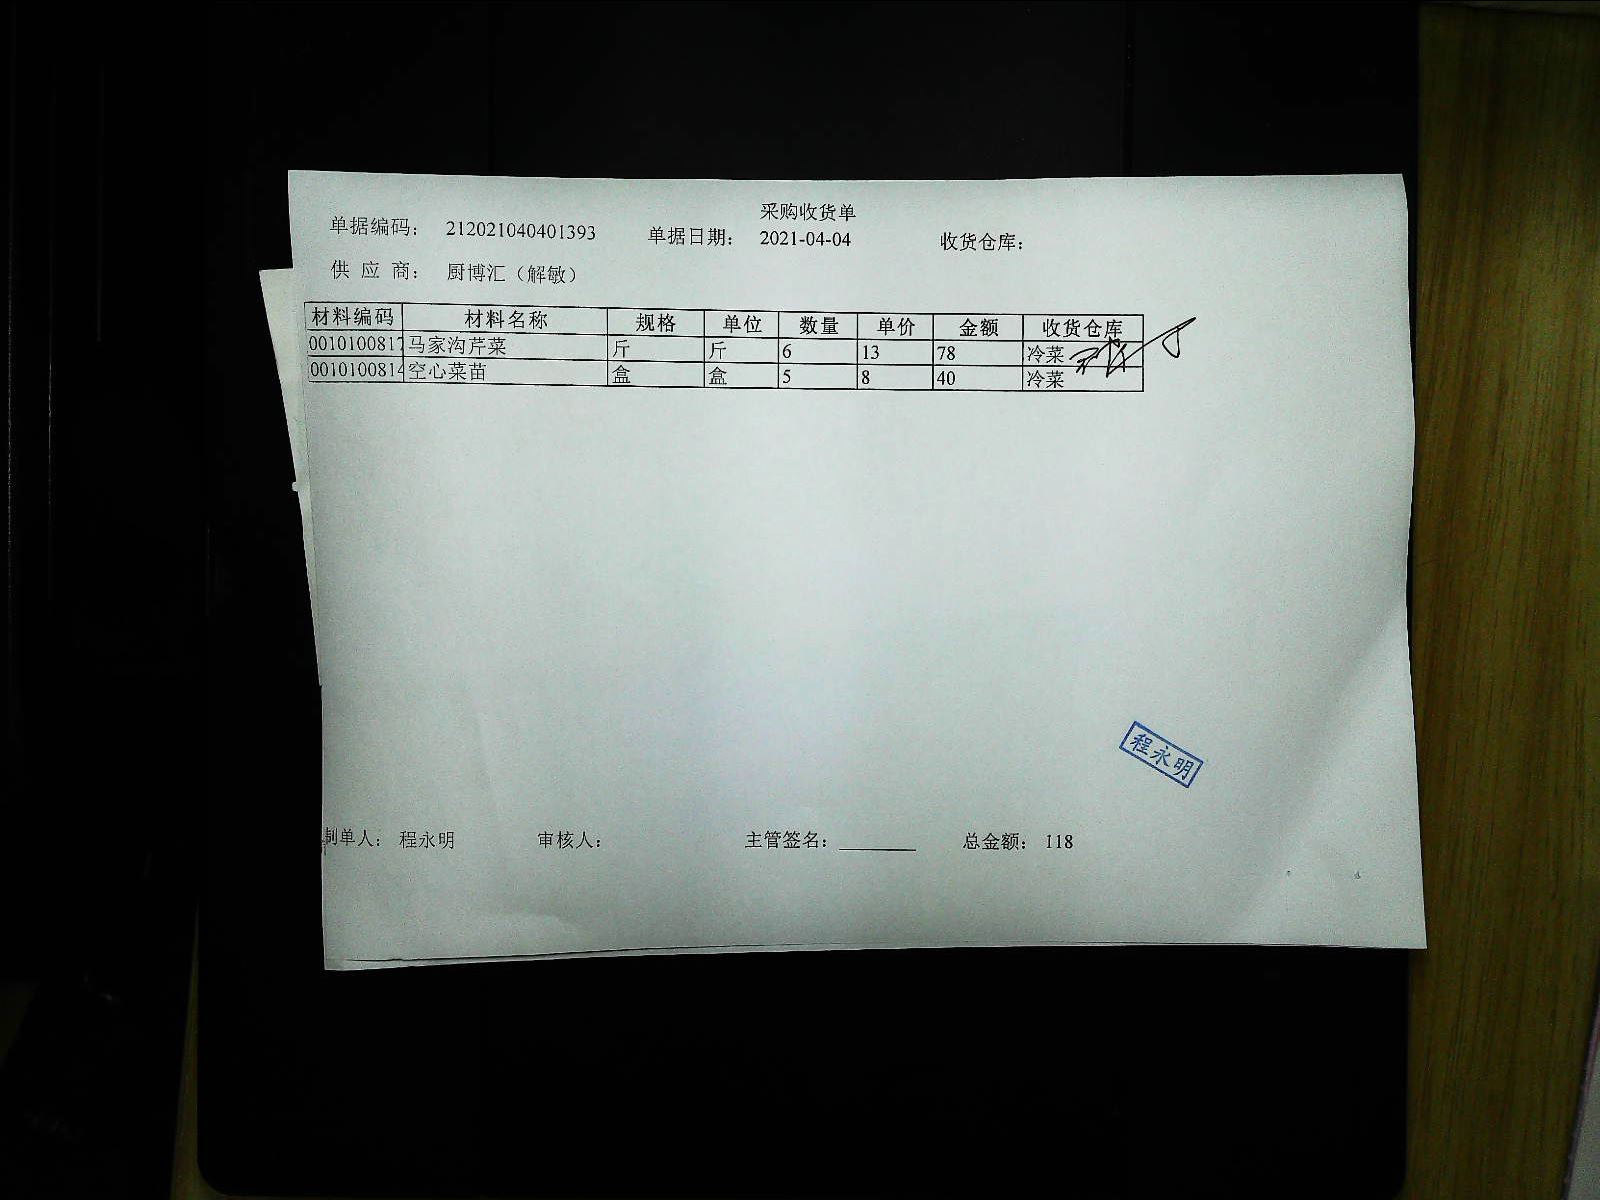 采购收货单
单据编码： 212021040401393 单据日期： 2021-04-04 收货仓库：
供 应 商： 厨博汇（解敏）
材料编码 材料名称 规格 单位 数量 单价 金额 收货仓库
0010100817 马家沟芹菜 斤 斤 6 13 78 冷菜
0010100814 空心菜苗 盒 盒 5 8 40 冷菜
程永明
制单人： 程永明 审核人： 主管签名： 总金额： 118